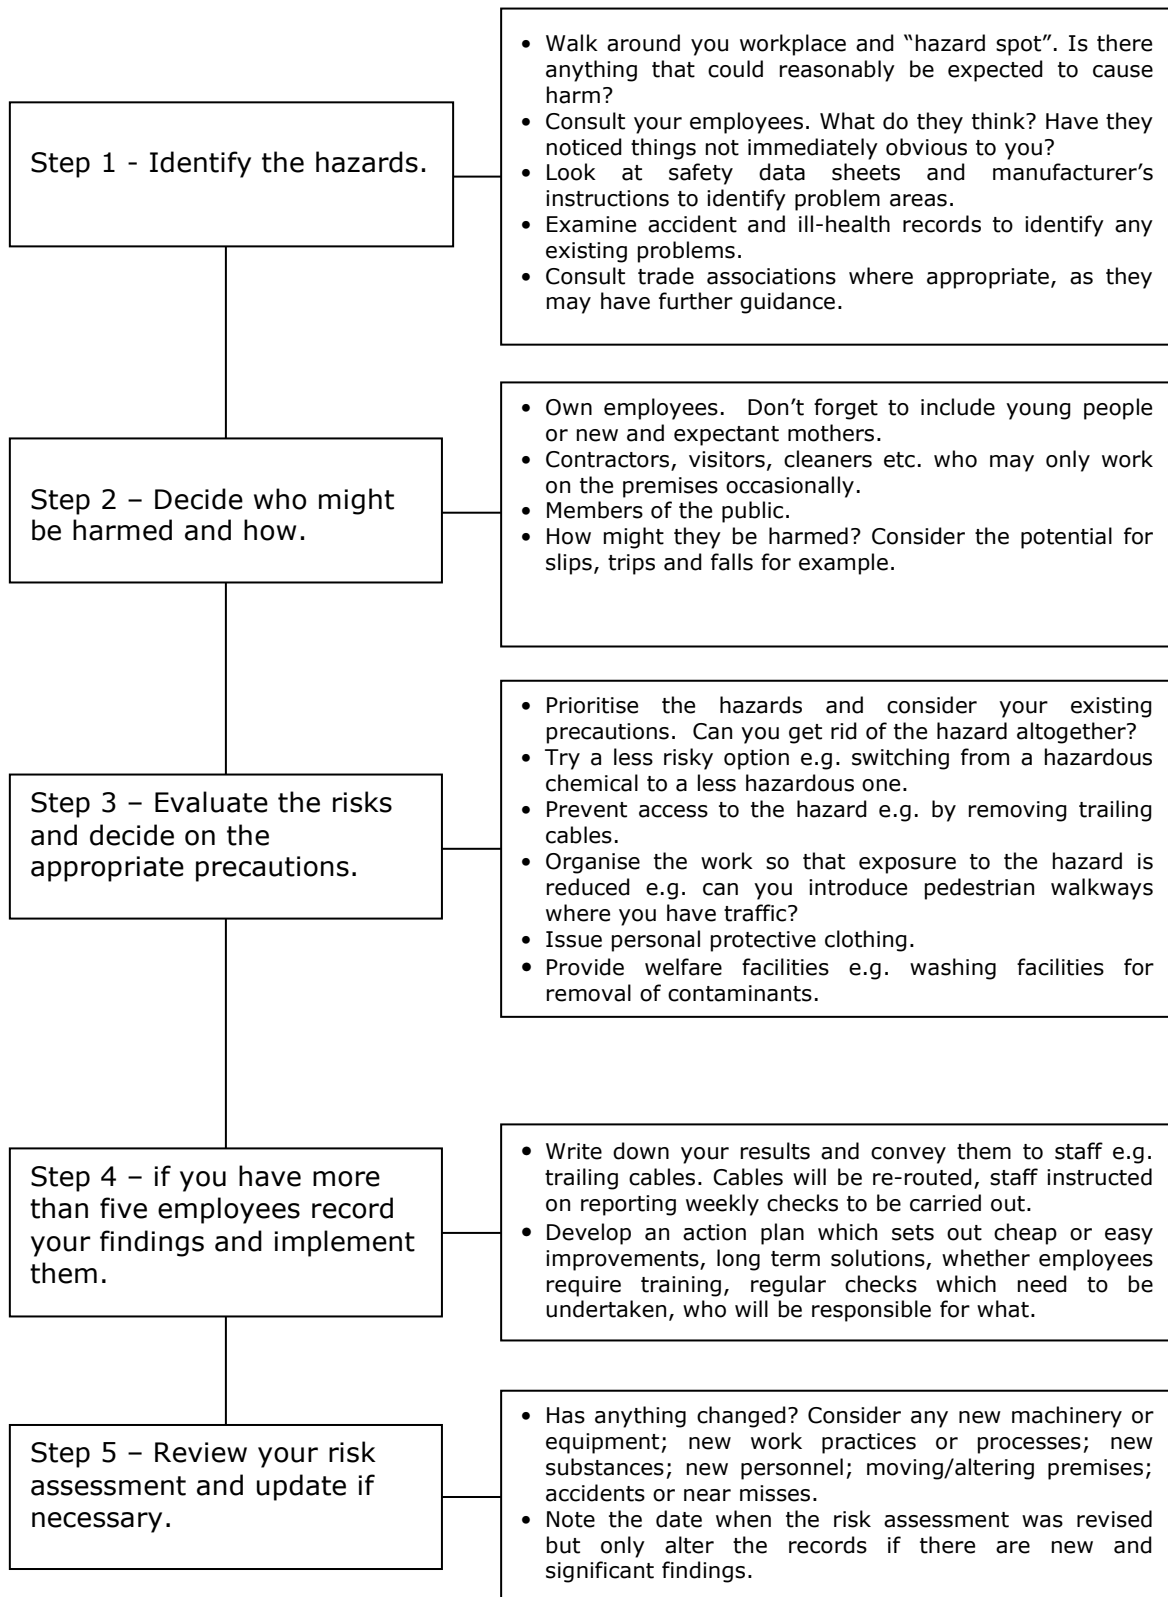 Step 1 - Identify the hazards.
• Walk around you workplace and “hazard spot”. Is there
anything that could reasonably be expected to cause
harm?
• Consult your employees. What do they think? Have they
noticed things not immediately obvious to you?
• Look at safety data sheets and manufacturer’s
instructions to identify problem areas.
• Examine accident and ill-health records to identify any
existing problems.
• Consult trade associations where appropriate, as they
may have further guidance.
Step 2 – Decide who might
be harmed and how.
• Own employees. Don’t forget to include young people
or new and expectant mothers.
• Contractors, visitors, cleaners etc. who may only work
on the premises occasionally.
• Members of the public.
• How might they be harmed? Consider the potential for
slips, trips and falls for example.
Step 3 – Evaluate the risks
and decide on the
appropriate precautions.
• Prioritise the hazards and consider your existing
precautions. Can you get rid of the hazard altogether?
• Try a less risky option e.g. switching from a hazardous
chemical to a less hazardous one.
• Prevent access to the hazard e.g. by removing trailing
cables.
• Organise the work so that exposure to the hazard is
reduced e.g. can you introduce pedestrian walkways
where you have traffic?
• Issue personal protective clothing.
• Provide welfare facilities e.g. washing facilities for
removal of contaminants.
Step 4 – if you have more
than five employees record
your findings and implement
them.
• Write down your results and convey them to staff e.g.
trailing cables. Cables will be re-routed, staff instructed
on reporting weekly checks to be carried out.
• Develop an action plan which sets out cheap or easy
improvements, long term solutions, whether employees
require training, regular checks which need to be
undertaken, who will be responsible for what.
Step 5 – Review your risk
assessment and update if
necessary.
• Has anything changed? Consider any new machinery or
equipment; new work practices or processes; new
substances; new personnel; moving/altering premises;
accidents or near misses.
• Note the date when the risk assessment was revised
but only alter the records if there are new and
significant findings.